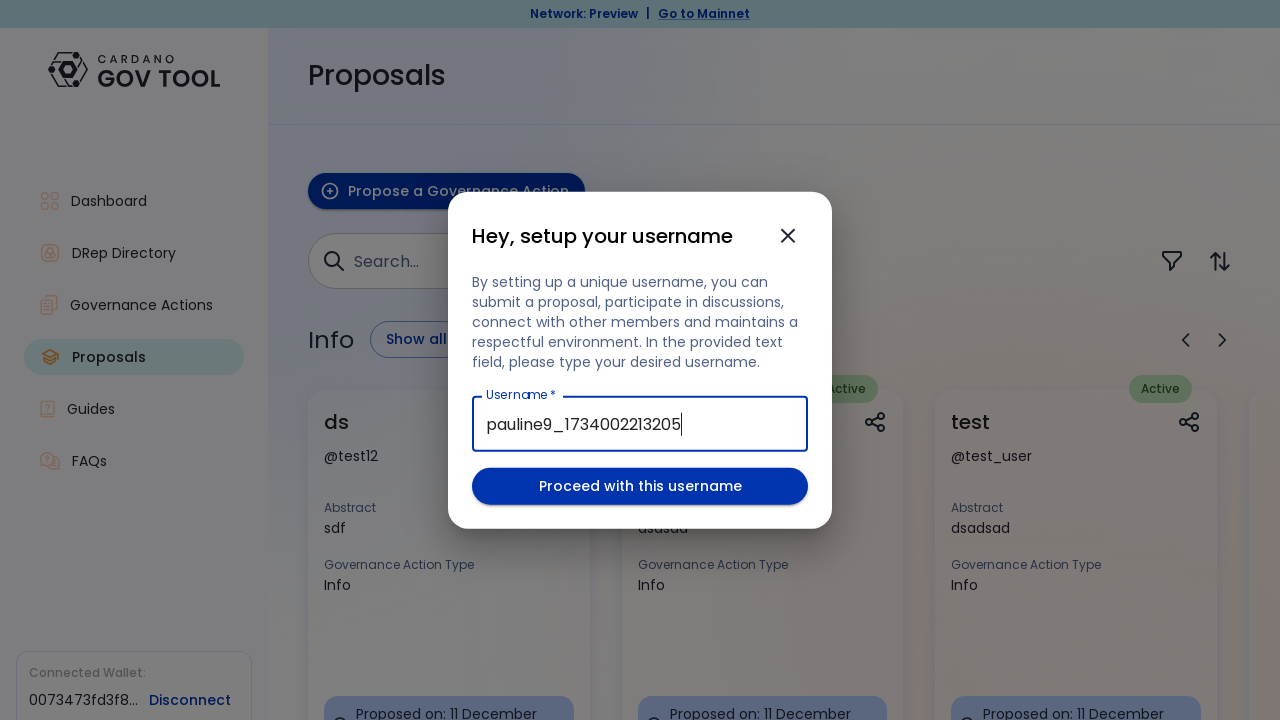 Network: Preview | Go to Mainnet
CARDANO
GOV TOOL
Dashboard
DRep Directory
Governance Actions
Proposals
Guides
FAQs
Connected Wallet:
0073473fd3f8... Disconnect
Proposals
Propose a Governance Action
Search...
Info
Show all
Hey, setup your username
By setting up a unique username, you can
submit a proposal, participate in discussions,
connect with other members and maintains a
respectful environment. In the provided text
field, please type your desired username.
Username *
pauline9_1734002213205
Proceed with this username
ds
@test12
Abstract
sdf
Governance Action Type
Info
Proposed on: 11 December
Active
dsdsad
Governance Action Type
Info
Proposed on: 11 December
Active
test
@test_user
Abstract
dsadsad
Governance Action Type
Info
Proposed on: 11 December